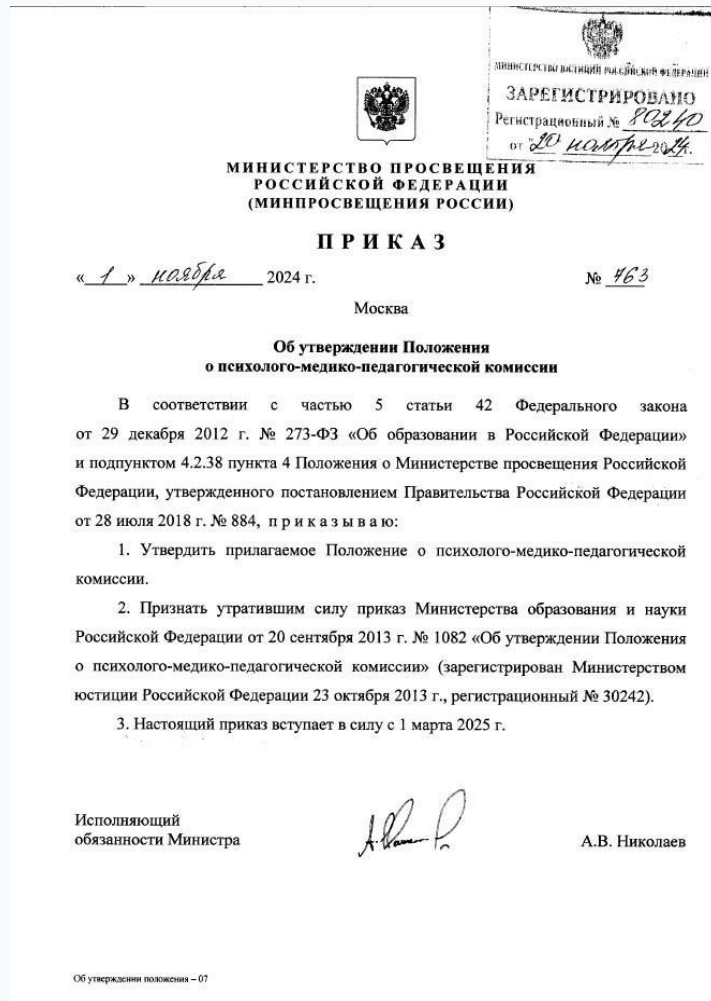 МИНИСТЕРСТВО ЮСТИЦИИ РОССИЙСКОЙ ФЕДЕРАЦИИ
ЗАРЕГИСТРИРОВАНО
Регистрационный № 80240
от "20 ноября 2024г.
МИНИСТЕРСТВО ПРОСВЕЩЕНИЯ
РОССИЙСКОЙ ФЕДЕРАЦИИ
(МИНПРОСВЕЩЕНИЯ РОССИИ)
П Р И К А З
« 1 » ноября 2024 г. № 763
Москва
Об утверждении Положения
о психолого-медико-педагогической комиссии
В соответствии с частью 5 статьи 42 Федерального закона
от 29 декабря 2012 г. № 273-ФЗ «Об образовании в Российской Федерации»
и подпунктом 4.2.38 пункта 4 Положения о Министерстве просвещения Российской
Федерации, утвержденного постановлением Правительства Российской Федерации
от 28 июля 2018 г. № 884, п р и к а з ы в а ю:
1. Утвердить прилагаемое Положение о психолого-медико-педагогической
комиссии.
2. Признать утратившим силу приказ Министерства образования и науки
Российской Федерации от 20 сентября 2013 г. № 1082 «Об утверждении Положения
о психолого-медико-педагогической комиссии» (зарегистрирован Министерством
юстиции Российской Федерации 23 октября 2013 г., регистрационный № 30242).
3. Настоящий приказ вступает в силу с 1 марта 2025 г.
Исполняющий
обязанности Министра А.В. Николаев
Об утверждении положения – 07